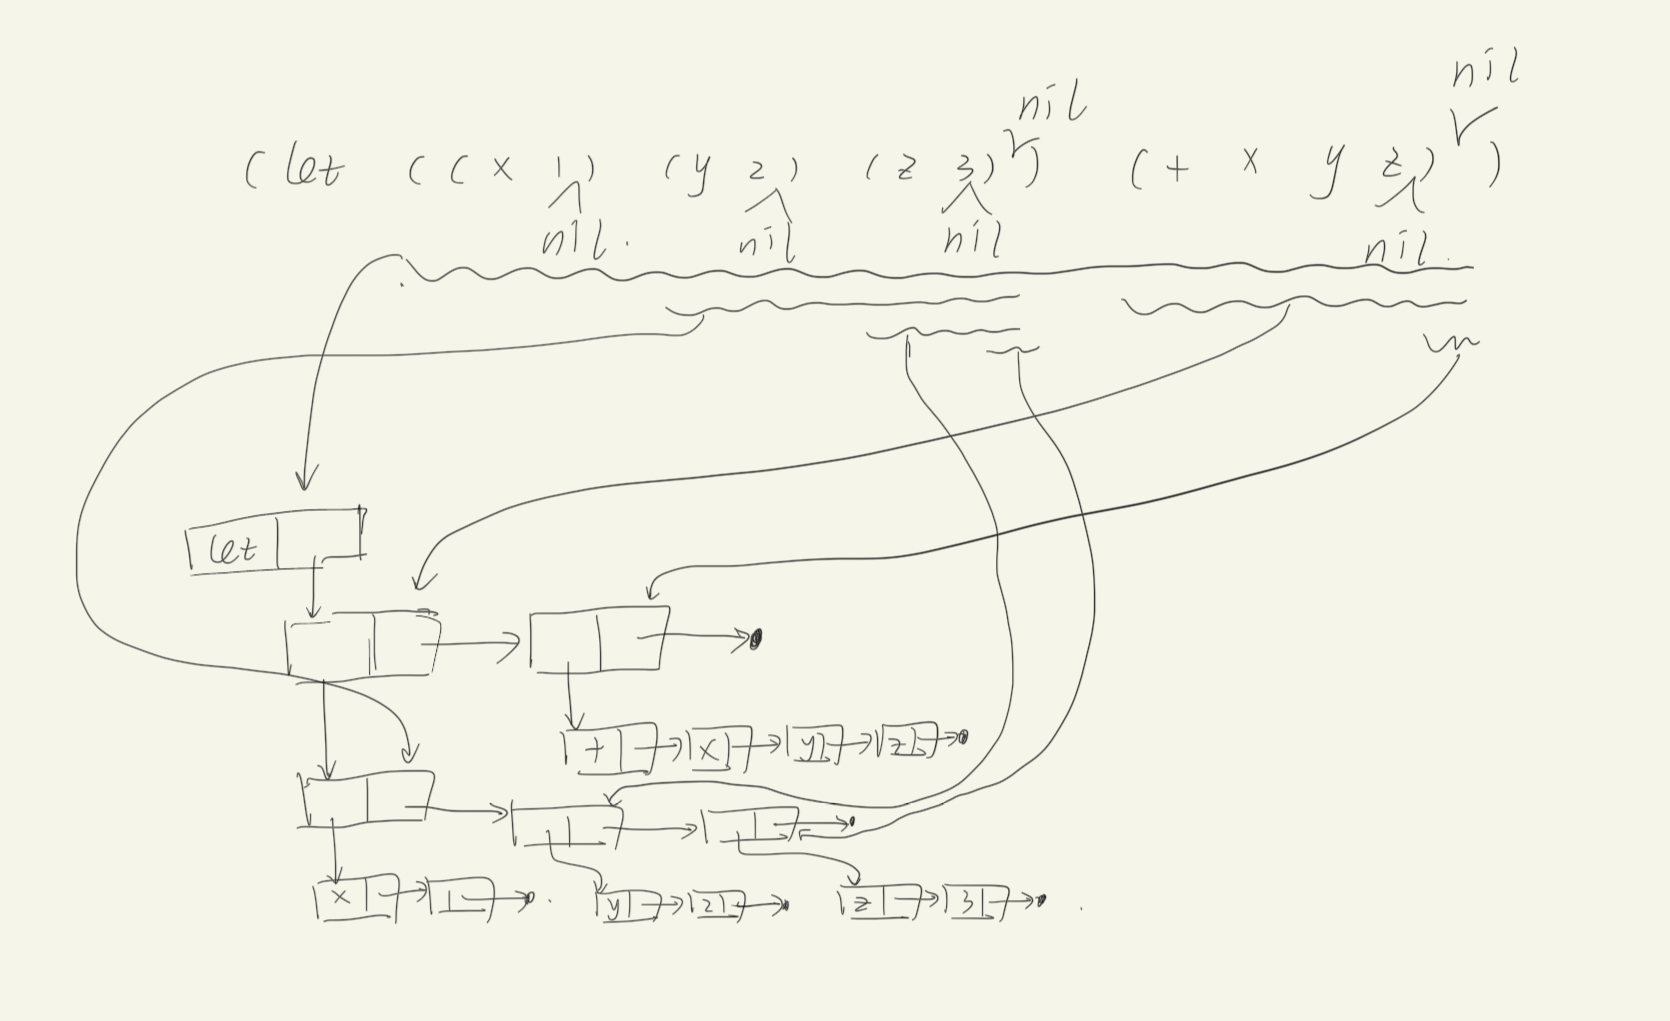 nil
nil
(let ((x 1) (y 2) (z 3)) (+ x y z))
nil. nil nil nil.
let
+ x y z
x 1 y 2 z 3